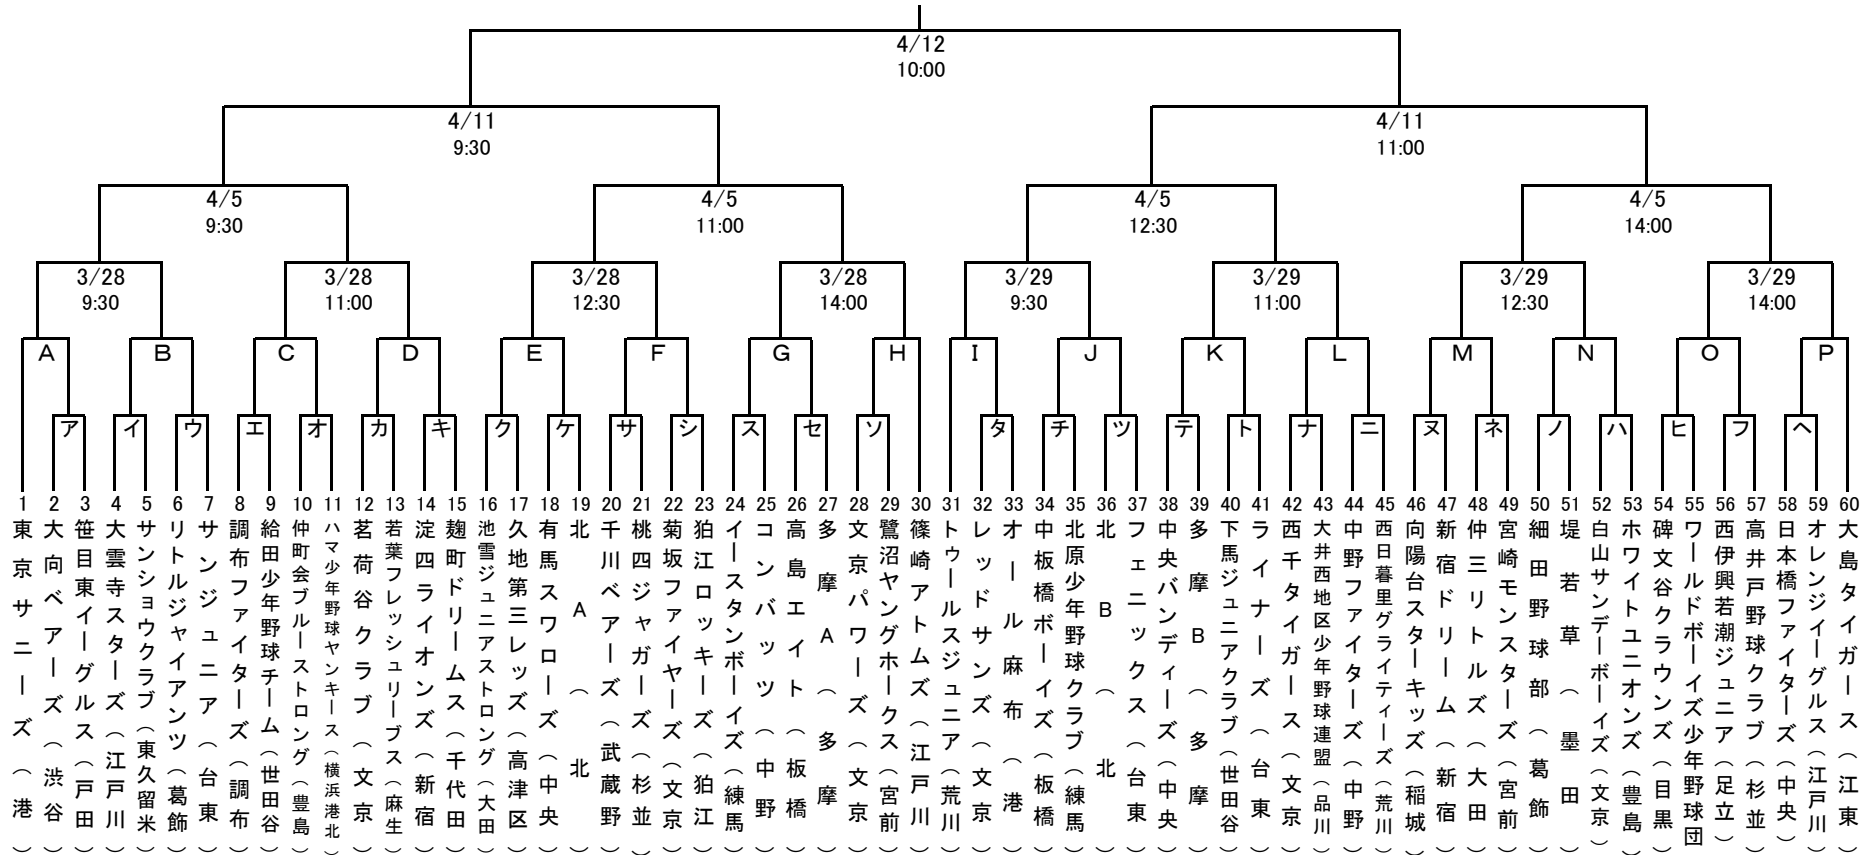 4/12
10:00
4/11
9:30
4/11
11:00
4/5
9:30
4/5
11:00
4/5
12:30
4/5
14:00
3/28
9:30
3/28
11:00
3/28
12:30
3/28
14:00
3/29
9:30
3/29
11:00
3/29
12:30
3/29
14:00
A B C D E F G H I J K L M N O P
ア イ ウ エ オ カ キ ク ケ サ シ ス セ ソ タ チ ツ テ ト ナ ニ ヌ ネ ノ ハ ヒ フ ヘ
1 東京サニーズ（港）
2 大向ベアーズ（渋谷）
3 笹目東イーグルス（戸田）
4 大雲寺スターズ（江戸川）
5 サンショウクラブ（東久留米）
6 リトルジャイアンツ（葛飾）
7 サンジュニア（台東）
8 調布ファイターズ（調布）
9 給田少年野球チーム（世田谷）
10 仲町会ブルーストロング（豊島）
11 ハマ少年野球ヤンキース（横浜港北）
12 茗荷谷クラブ（文京）
13 若葉フレッシュリーブス（麻生）
14 淀四ライオンズ（新宿）
15 麹町ドリームス（千代田）
16 池雪ジュニアストロング（大田）
17 久地第三レッズ（高津区）
18 有馬スワローズ（中央）
19 北A（北）
20 千川ベアーズ（武蔵野）
21 桃四ジャガーズ（杉並）
22 菊坂ファイヤーズ（文京）
23 狛江ロッキーズ（狛江）
24 イースタンボーイズ（練馬）
25 コンバッツ（中野）
26 高島エイト（板橋）
27 多摩A（多摩）
28 文京パワーズ（文京）
29 鷺沼ヤングホークス（宮前）
30 篠崎アトムズ（江戸川）
31 トゥールスジュニア（荒川）
32 レッドサンズ（文京）
33 オール麻布（港）
34 中板橋ボーイズ（板橋）
35 北原少年野球クラブ（練馬）
36 北B（北）
37 フェニックス（台東）
38 中央バンディーズ（中央）
39 多摩B（多摩）
40 下馬ジュニアクラブ（世田谷）
41 ライナーズ（台東）
42 西千タイガース（文京）
43 大井西地区少年野球連盟（品川）
44 中野ファイターズ（中野）
45 西日暮里グライティーズ（荒川）
46 向陽台スターキッズ（稲城）
47 新宿ドリーム（新宿）
48 仲三リトルズ（大田）
49 宮崎モンスターズ（宮前）
50 細田野球部（葛飾）
51 堤若草（墨田）
52 白山サンデーボーイズ（文京）
53 ホワイトユニオンズ（豊島）
54 碑文谷クラウンズ（目黒）
55 ワールドボーイズ少年野球団
56 西伊興若潮ジュニア（足立）
57 高井戸野球クラブ（杉並）
58 日本橋ファイターズ（中央）
59 オレンジイーグルス（江戸川）
60 大島タイガース（江東）